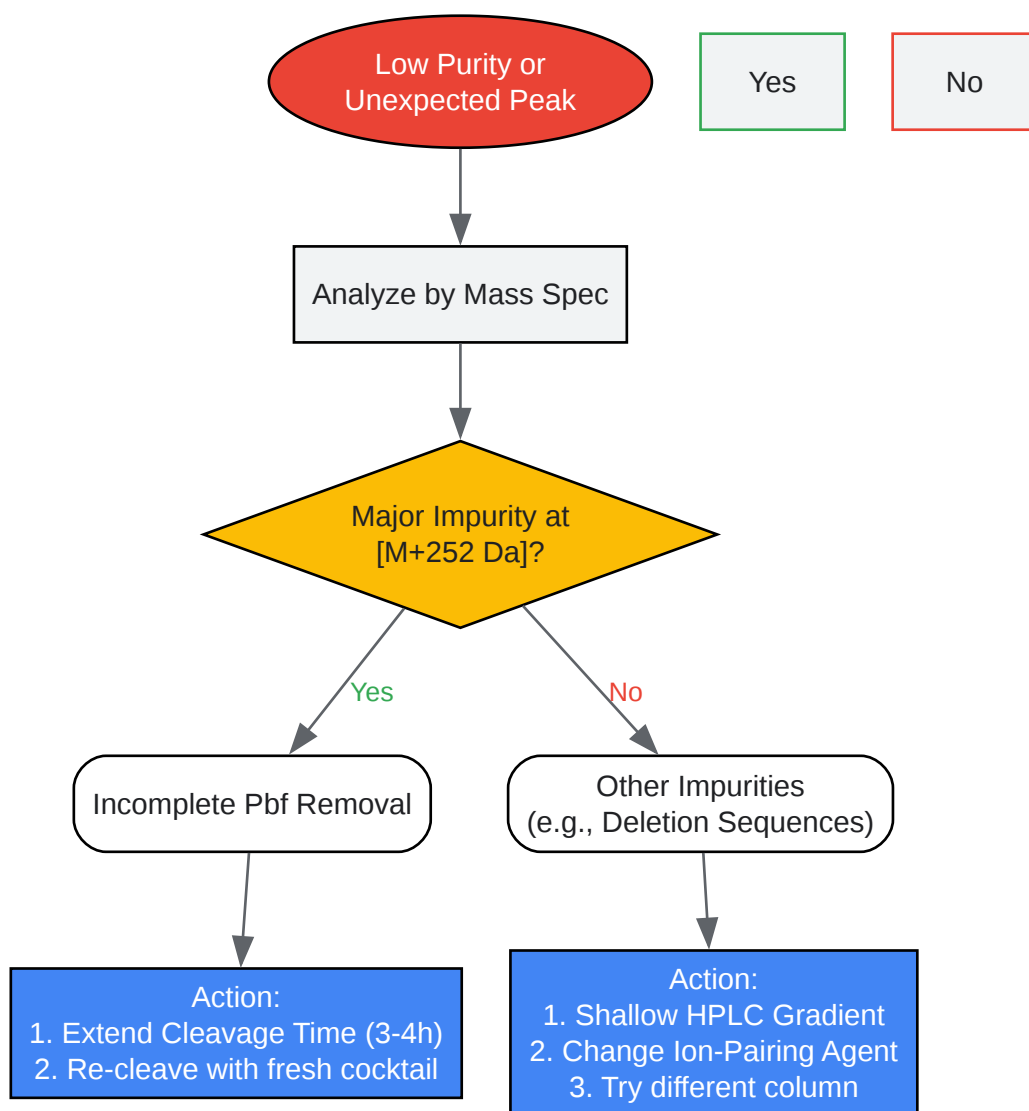 Low Purity or
Unexpected Peak
Yes
No
Analyze by Mass Spec
Major Impurity at
[M+252 Da]?
Yes
No
Incomplete Pbf Removal
Other Impurities
(e.g., Deletion Sequences)
Action:
1. Extend Cleavage Time (3-4h)
2. Re-cleave with fresh cocktail
Action:
1. Shallow HPLC Gradient
2. Change Ion-Pairing Agent
3. Try different column